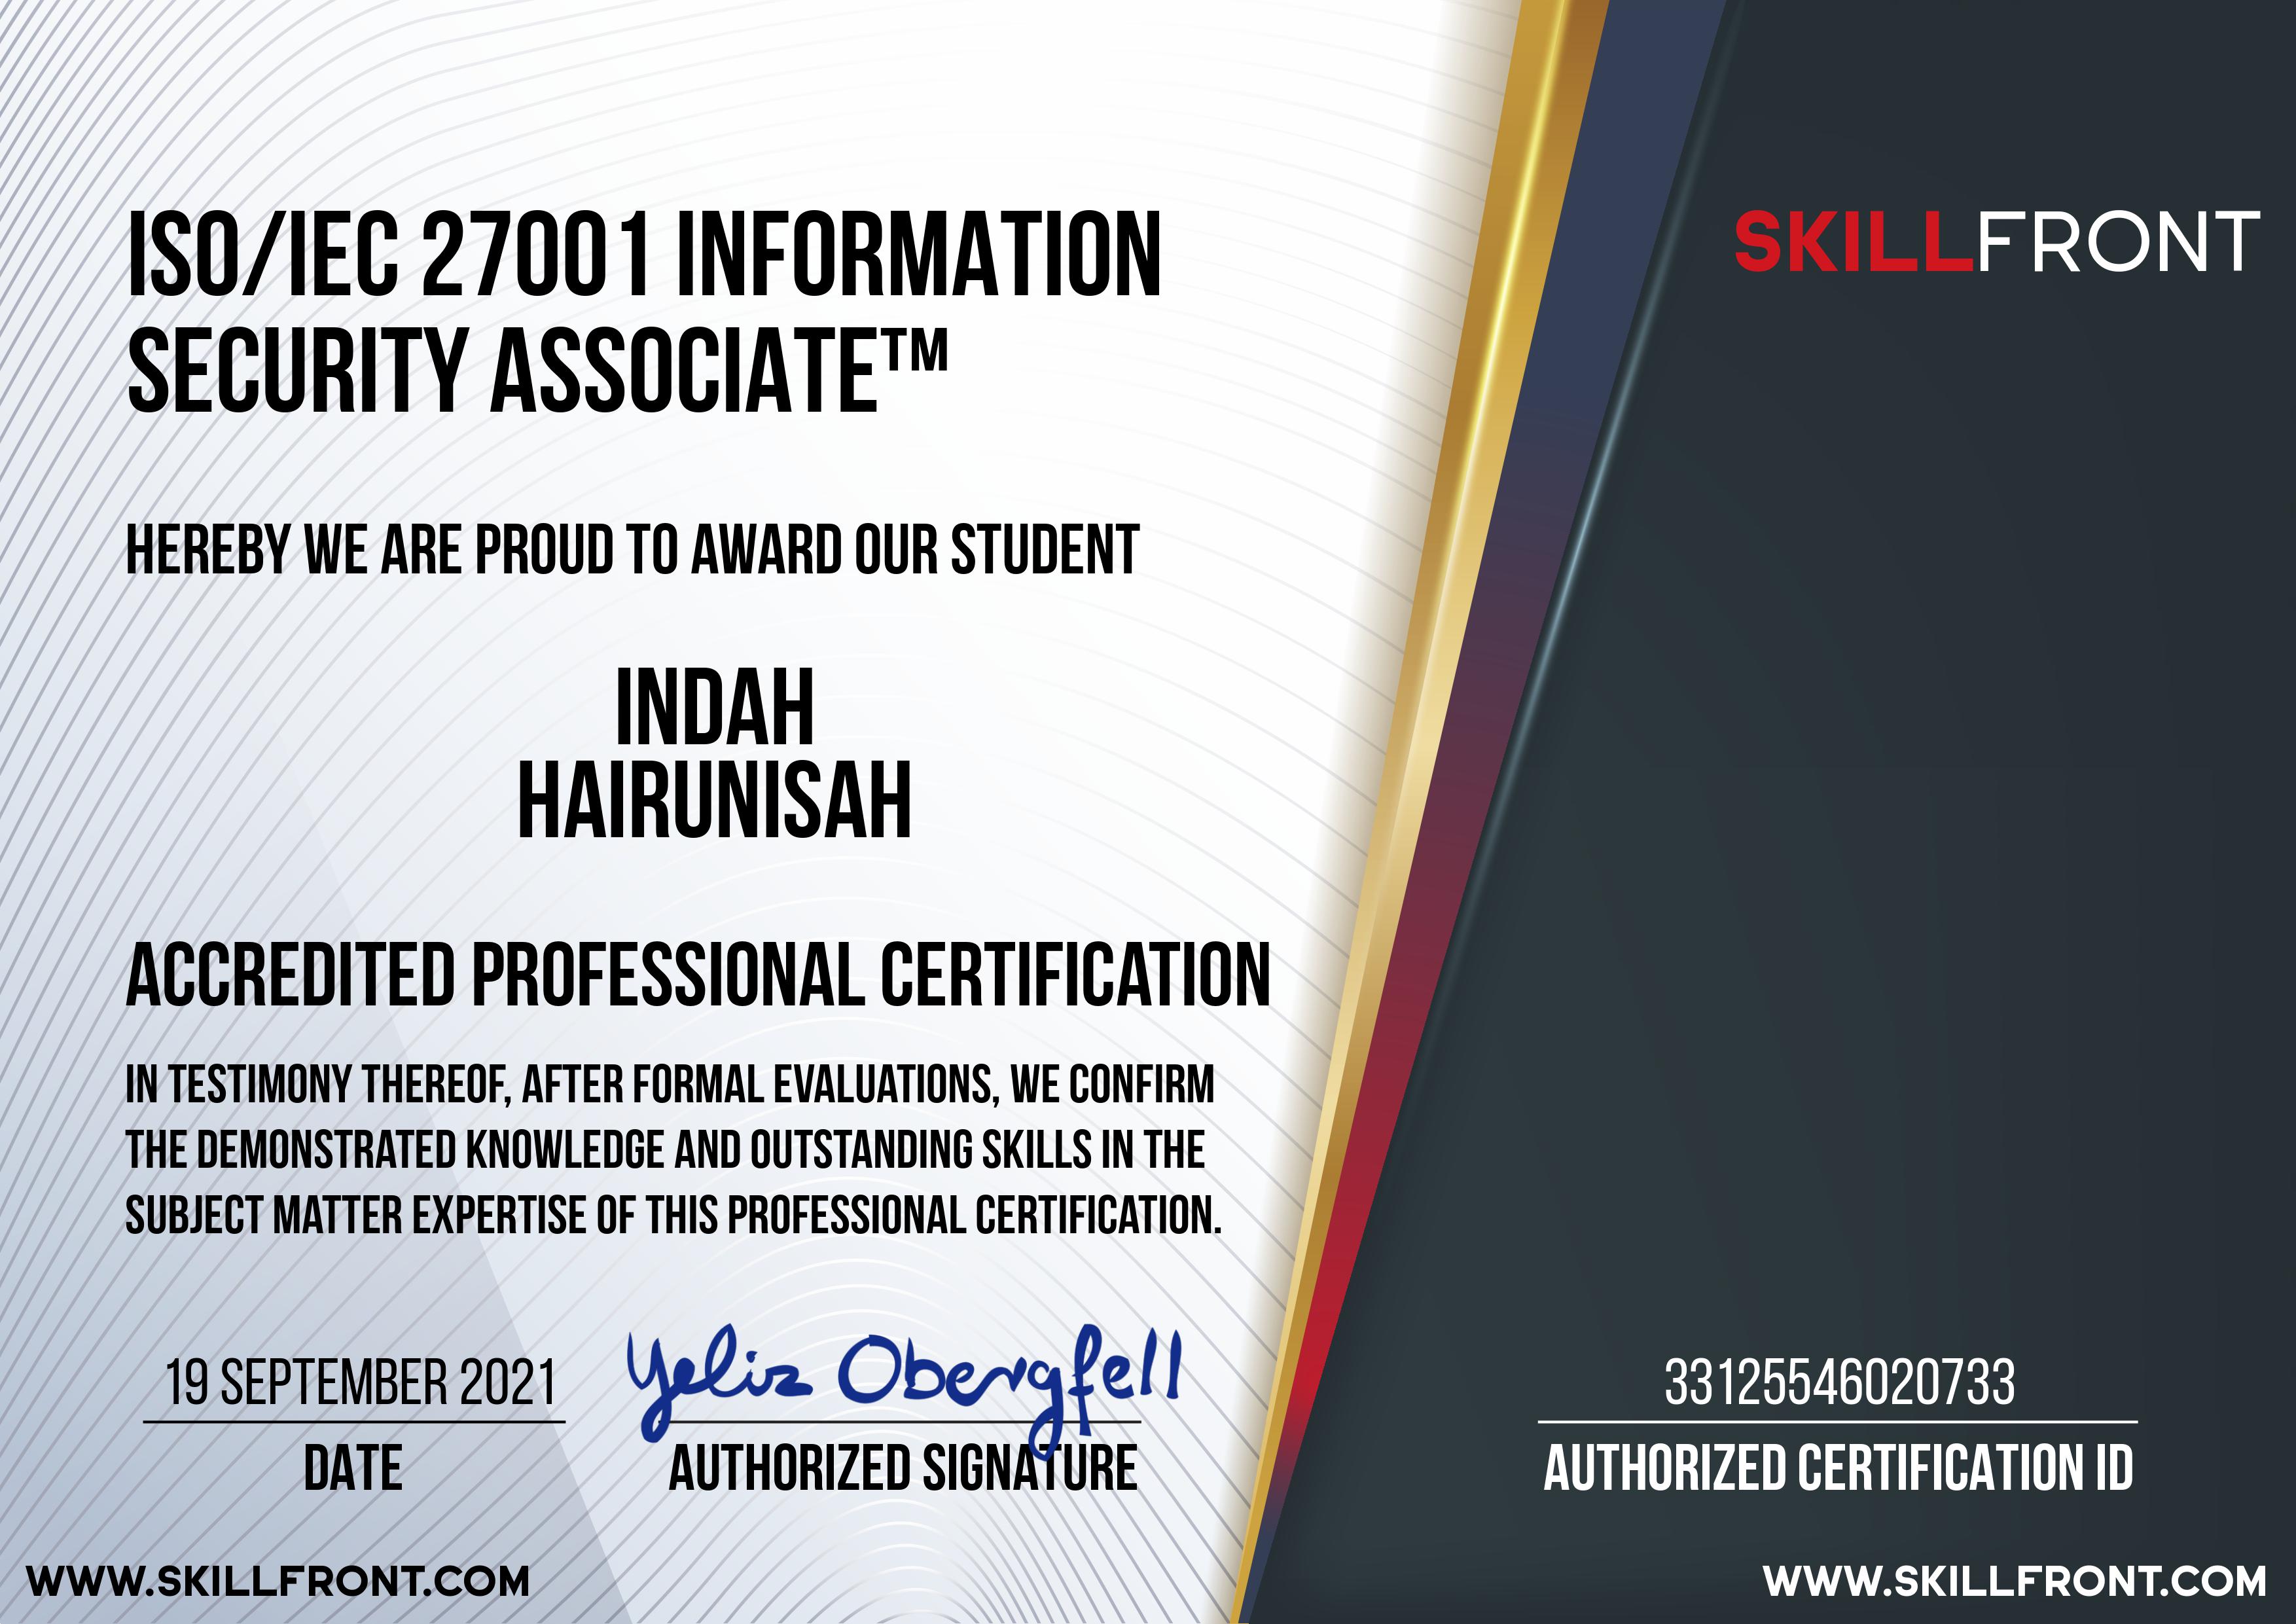 ISO/IEC 27001 INFORMATION
SECURITY ASSOCIATE™
SKILLFRONT
HEREBY WE ARE PROUD TO AWARD OUR STUDENT
INDAH
HAIRUNISAH
ACCREDITED PROFESSIONAL CERTIFICATION
IN TESTIMONY THEREOF, AFTER FORMAL EVALUATIONS, WE CONFIRM
THE DEMONSTRATED KNOWLEDGE AND OUTSTANDING SKILLS IN THE
SUBJECT MATTER EXPERTISE OF THIS PROFESSIONAL CERTIFICATION.
19 SEPTEMBER 2021
DATE
Yeliz Obergfell
AUTHORIZED SIGNATURE
33125546020733
AUTHORIZED CERTIFICATION ID
WWW.SKILLFRONT.COM
WWW.SKILLFRONT.COM